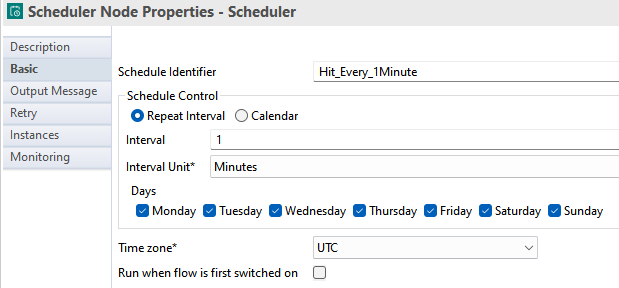 Scheduler Node Properties - Scheduler
Description
Basic
Output Message
Retry
Instances
Monitoring
Schedule Identifier Hit_Every_1Minute
Schedule Control
Repeat Interval Calendar
Interval 1
Interval Unit* Minutes
Days
Monday Tuesday Wednesday Thursday Friday Saturday Sunday
Time zone* UTC
Run when flow is first switched on